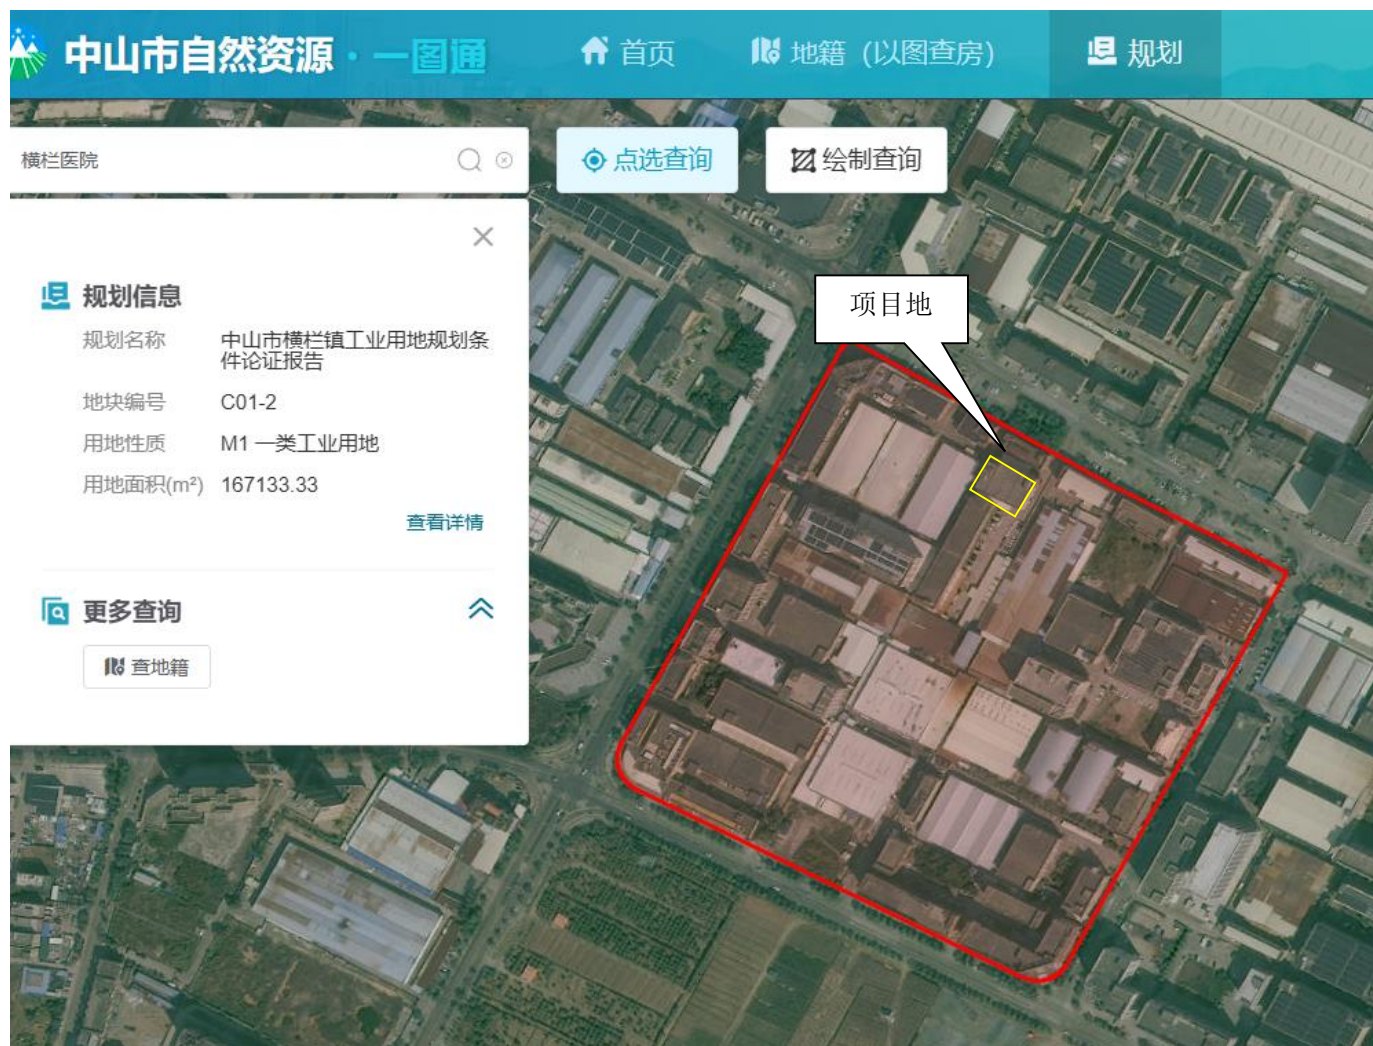 中山市自然资源·一图通
首页
地籍（以图查房）
规划
横栏医院
点选查询
绘制查询
规划信息
规划名称 中山市横栏镇工业用地规划条
件论证报告
地块编号 C01-2
用地性质 M1 一类工业用地
用地面积(m²) 167133.33
查看详情
更多查询
查地籍
项目地